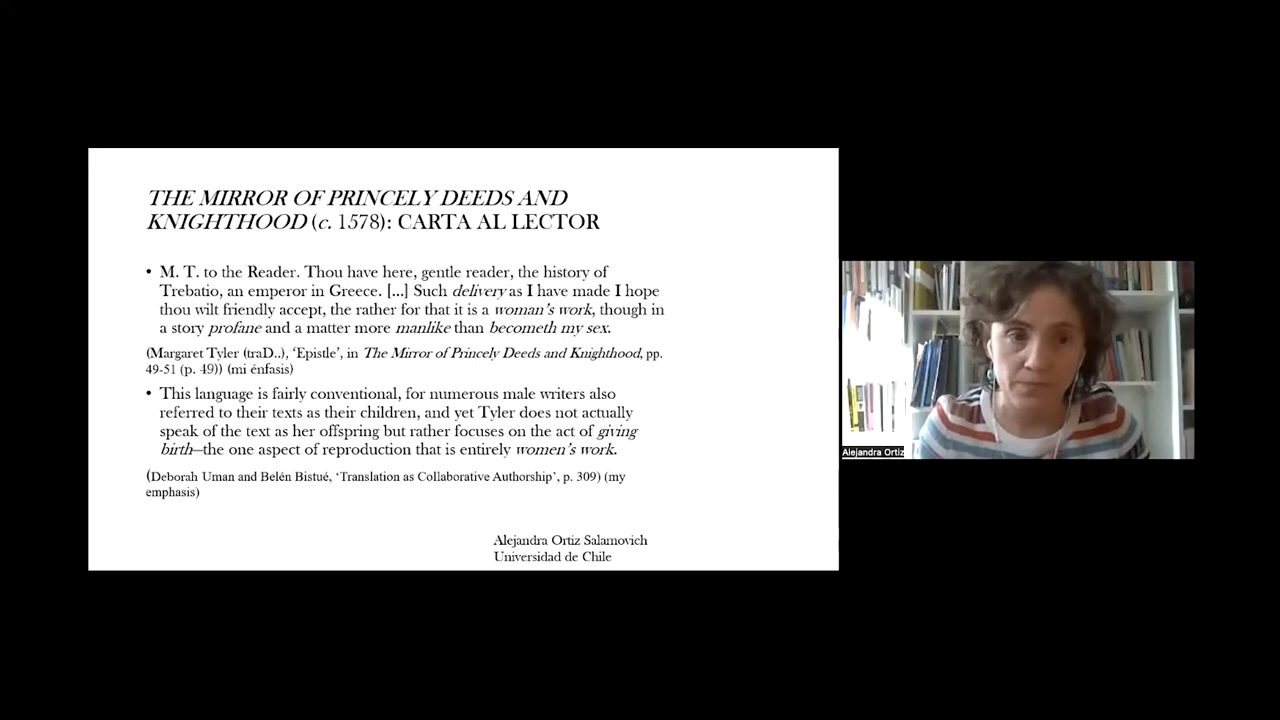 THE MIRROR OF PRINCELY DEEDS AND
KNIGHTHOOD (c. 1578): CARTA AL LECTOR
• M. T. to the Reader. Thou have here, gentle reader, the history of
Trebatio, an emperor in Greece. [...] Such delivery as I have made I hope
thou wilt friendly accept, the rather for that it is a woman's work, though in
a story profane and a matter more manlike than becometh my sex.
(Margaret Tyler (traD..), 'Epistle', in The Mirror of Princely Deeds and Knighthood, pp.
49-51 (p. 49)) (mi énfasis)
• This language is fairly conventional, for numerous male writers also
referred to their texts as their children, and yet Tyler does not actually
speak of the text as her offspring but rather focuses on the act of giving
birth—the one aspect of reproduction that is entirely women's work.
(Deborah Uman and Belén Bistué, 'Translation as Collaborative Authorship', p. 309) (my
emphasis)
Alejandra Ortiz Salamovich
Universidad de Chile
Alejandra Ortiz